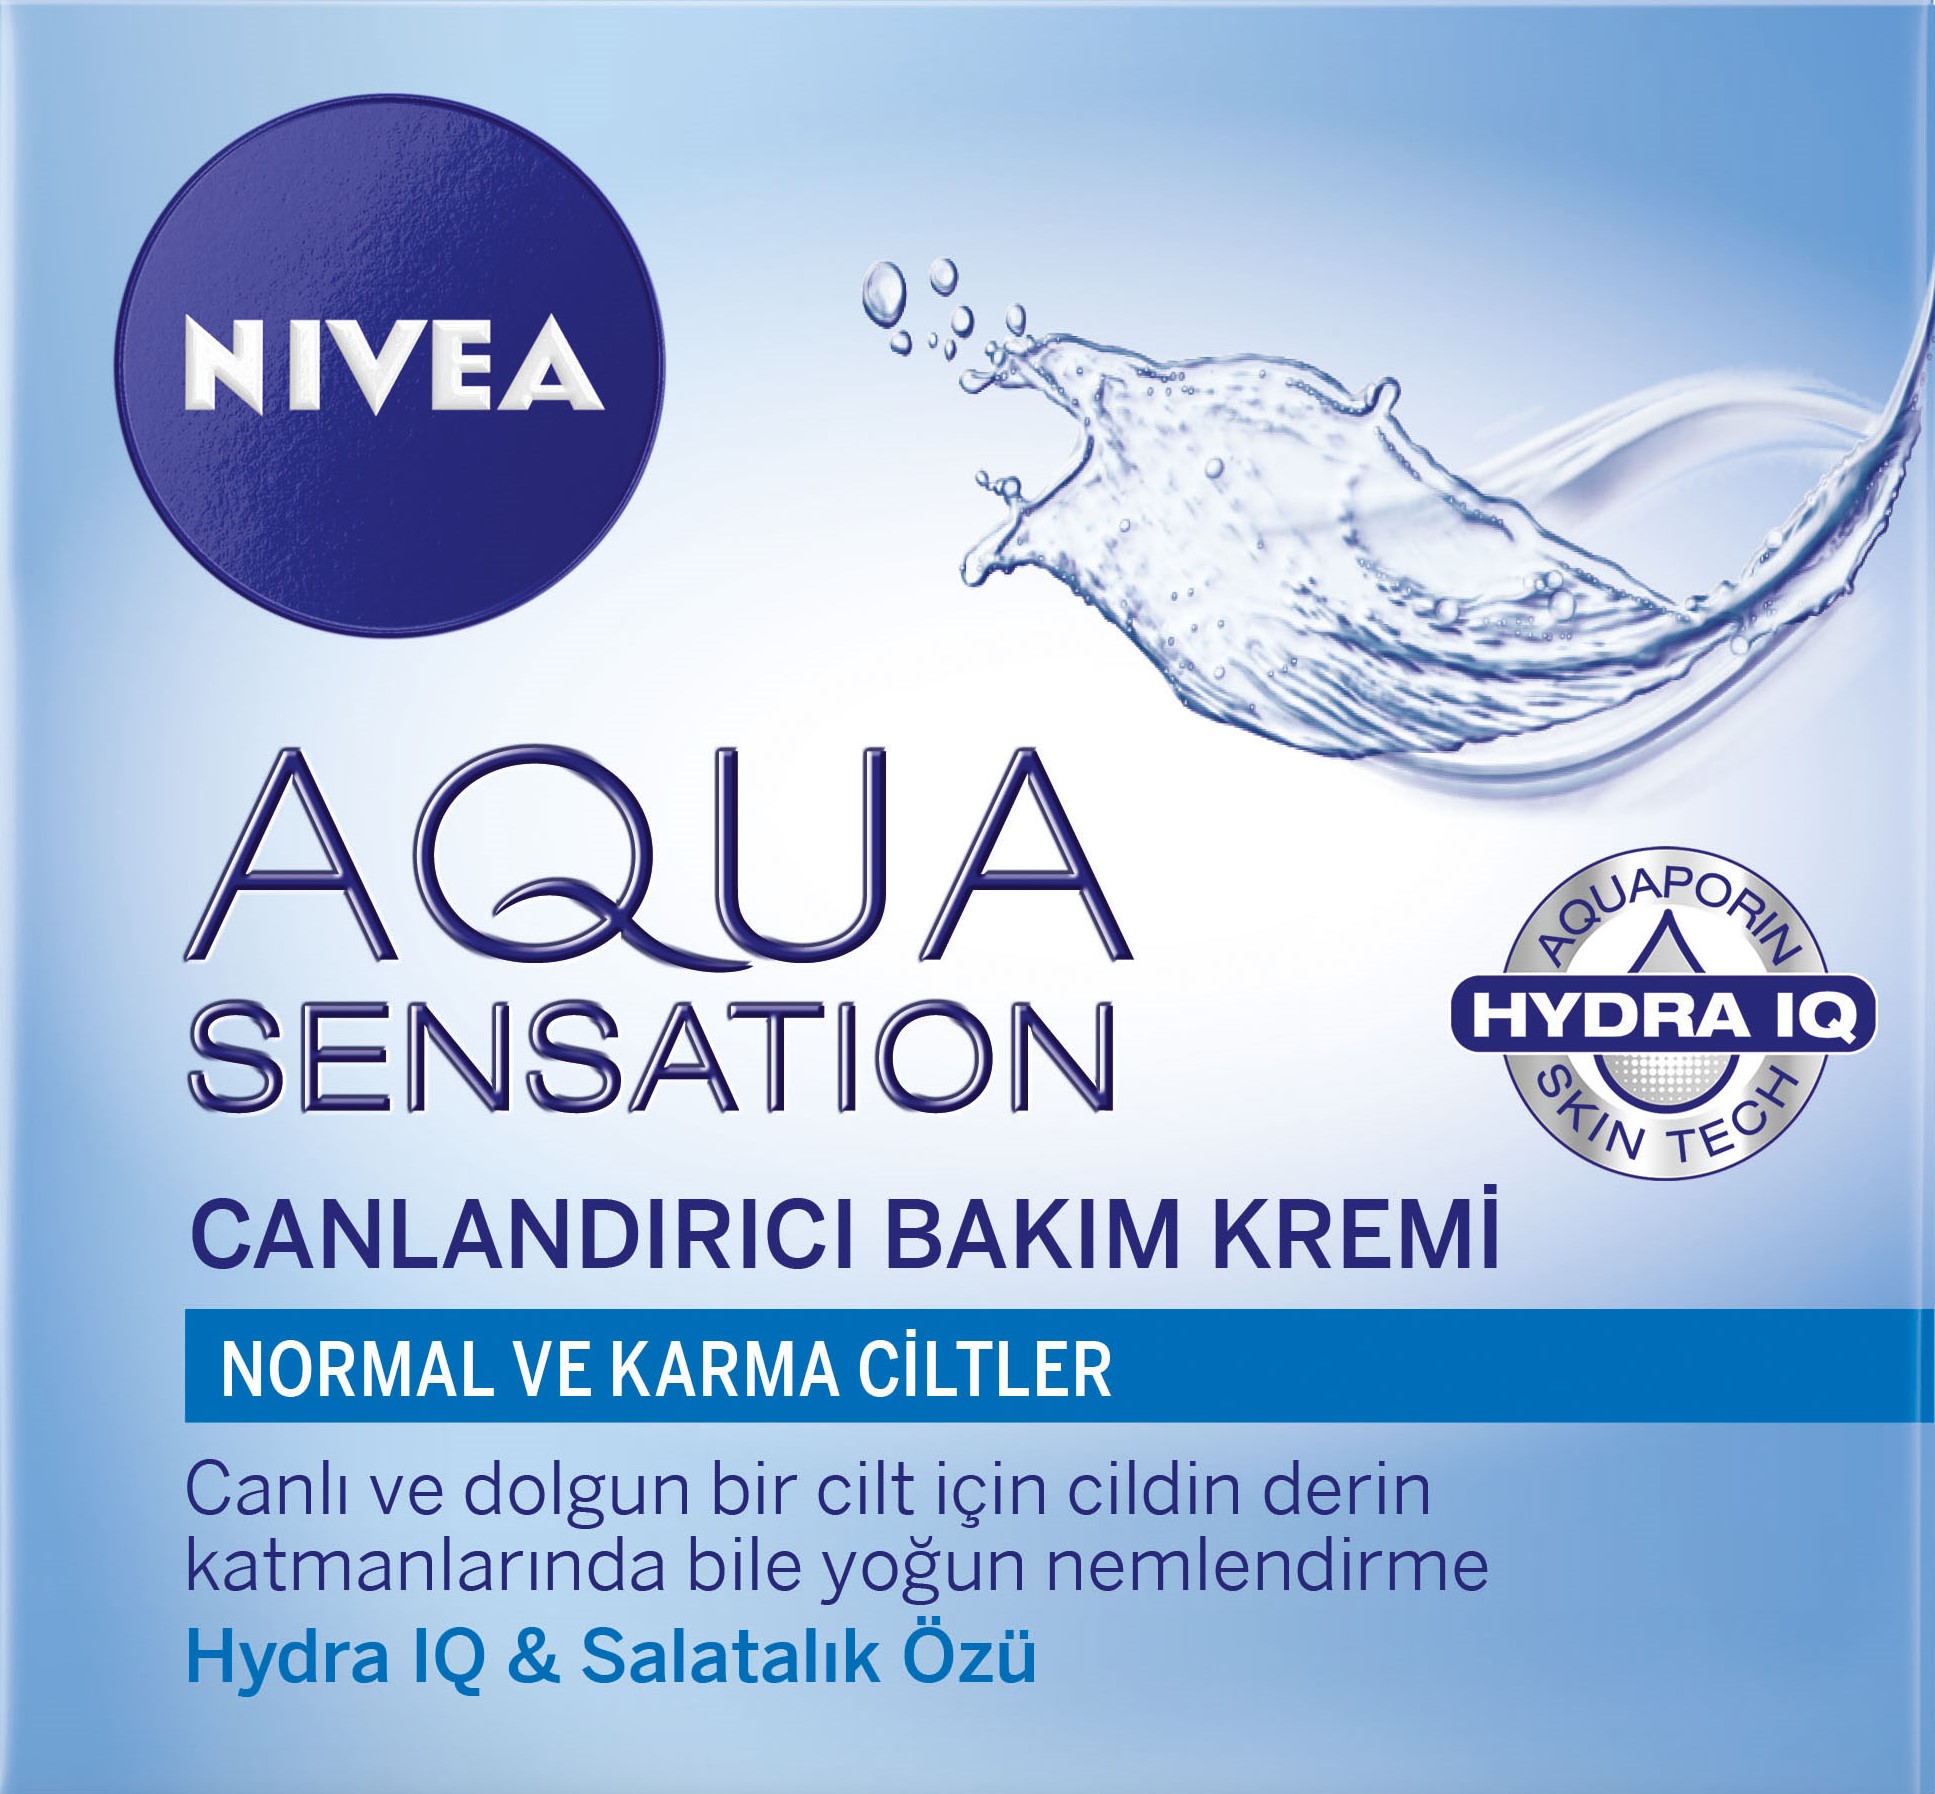 NIVEA
AQUA
SENSATION
AQUAPORIN
HYDRA IQ
SKIN TECH
CANLANDIRICI BAKIM KREMİ
NORMAL VE KARMA CİLTLER
Canlı ve dolgun bir cilt için cildin derin
katmanlarında bile yoğun nemlendirme
Hydra IQ & Salatalık Özü